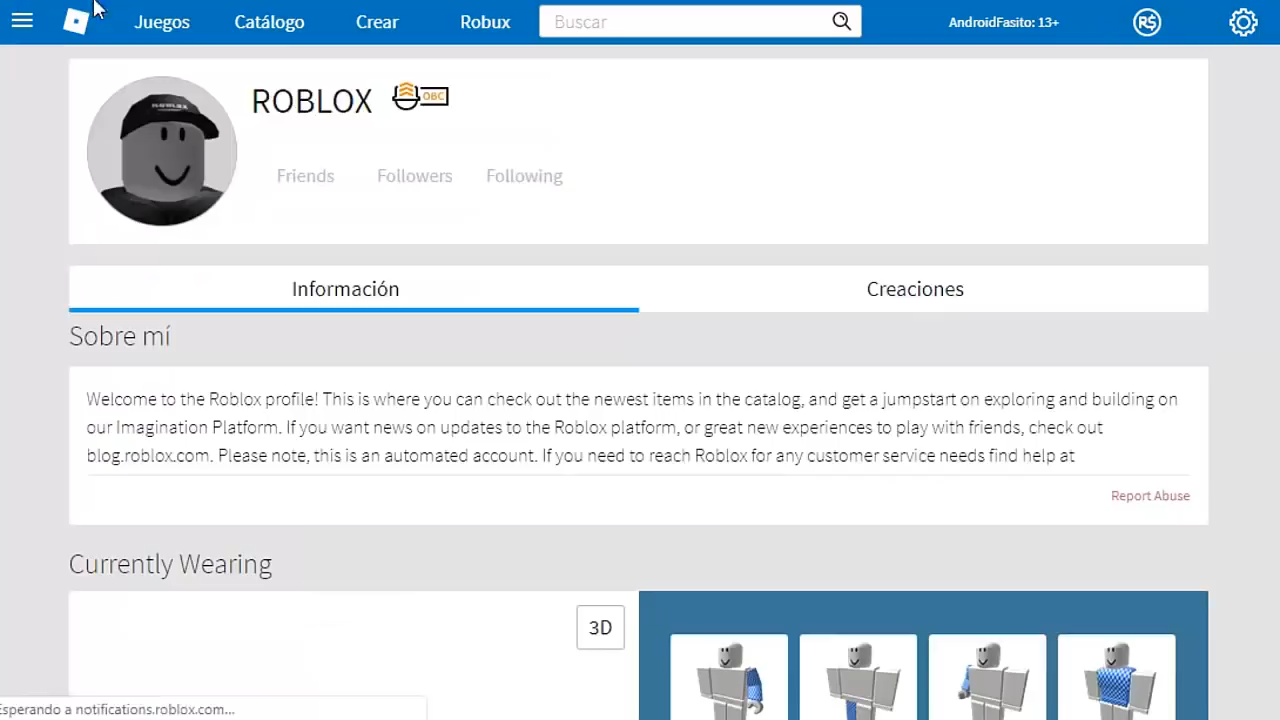 Juegos Catálogo Crear Robux Buscar AndroidFasito: 13+ R$
ROBLOX OBC
Friends Followers Following
Información Creaciones
Sobre mí
Welcome to the Roblox profile! This is where you can check out the newest items in the catalog, and get a jumpstart on exploring and building on
our Imagination Platform. If you want news on updates to the Roblox platform, or great new experiences to play with friends, check out
blog.roblox.com. Please note, this is an automated account. If you need to reach Roblox for any customer service needs find help at
Report Abuse
Currently Wearing
3D
Esperando a notifications.roblox.com...